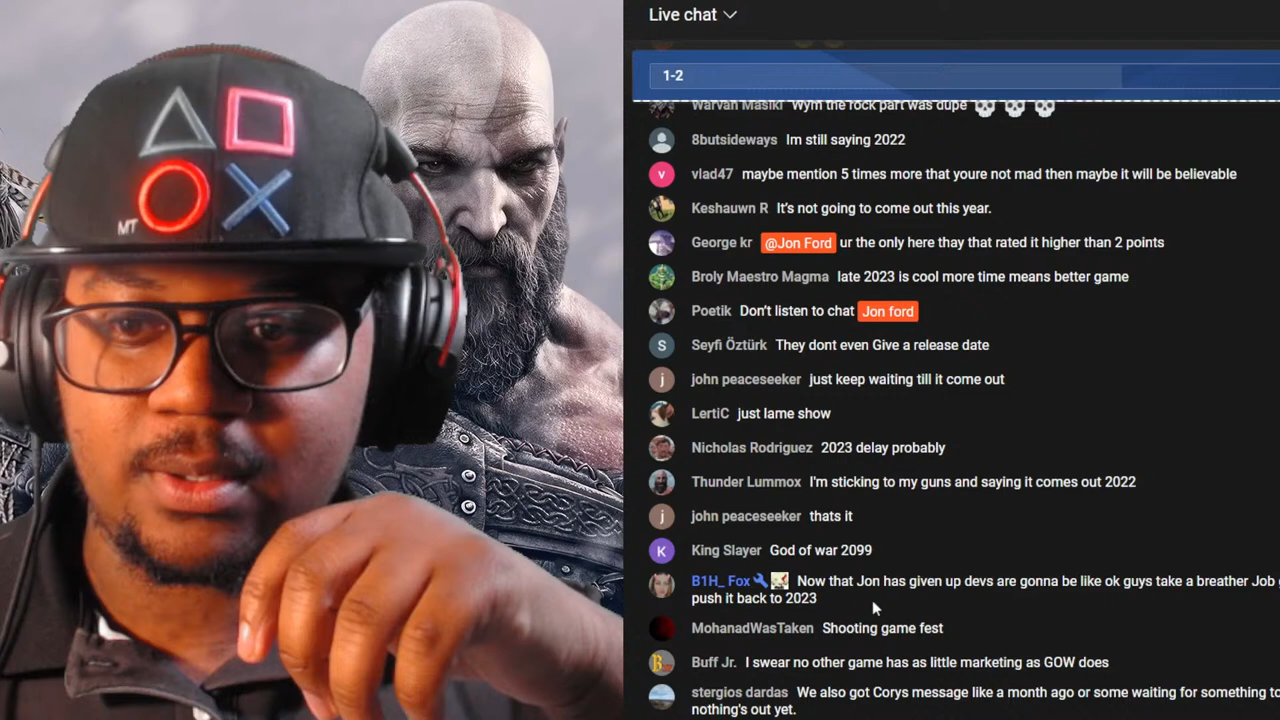 Live chat
1-2
Warvan Masiki Wym the rock part was dupe
8butsideways Im still saying 2022
vlad47 maybe mention 5 times more that youre not mad then maybe it will be believable
Keshauwn R It's not going to come out this year.
George kr @Jon Ford ur the only here thay that rated it higher than 2 points
Broly Maestro Magma late 2023 is cool more time means better game
Poetik Don't listen to chat Jon ford
Seyfi Öztürk They dont even Give a release date
john peaceseeker just keep waiting till it come out
LertiC just lame show
Nicholas Rodriguez 2023 delay probably
Thunder Lummox I'm sticking to my guns and saying it comes out 2022
john peaceseeker thats it
King Slayer God of war 2099
B1H_ Fox Now that Jon has given up devs are gonna be like ok guys take a breather Job
push it back to 2023
MohanadWasTaken Shooting game fest
Buff Jr. I swear no other game has as little marketing as GOW does
stergios dardas We also got Corys message like a month ago or some waiting for something to
nothing's out yet.
MT